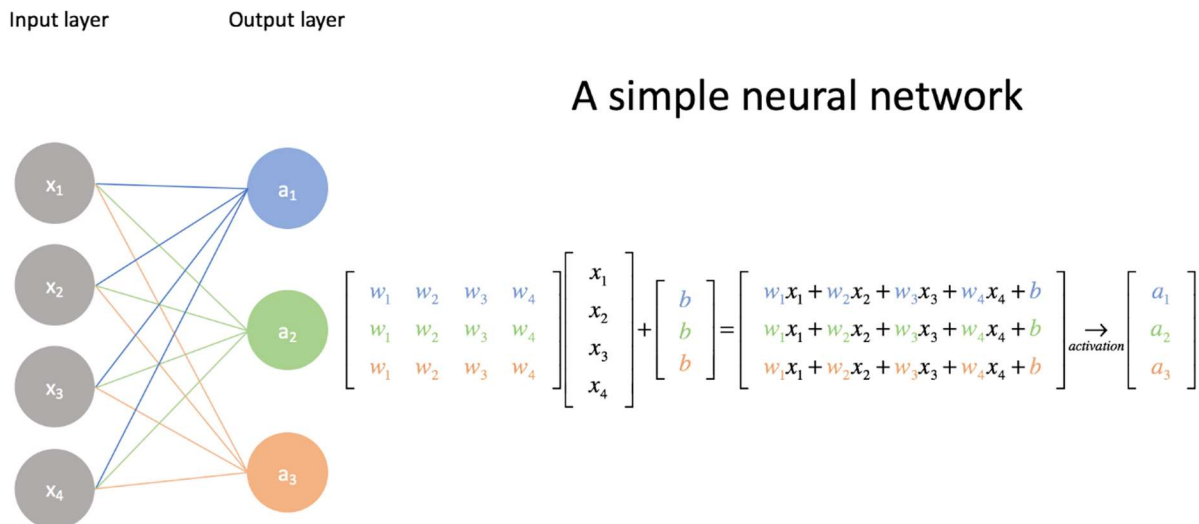 Input layer
Output layer
A simple neural network
x₁
x₂
x₃
x₄
a₁
a₂
a₃
[ w₁ w₂ w₃ w₄ ] [ x₁ ] + [ b ] = [ w₁x₁ + w₂x₂ + w₃x₃ + w₄x₄ + b ] → activation [ a₁ ]
[ w₁ w₂ w₃ w₄ ] [ x₂ ] [ b ] [ w₁x₁ + w₂x₂ + w₃x₃ + w₄x₄ + b ] [ a₂ ]
[ w₁ w₂ w₃ w₄ ] [ x₃ ] [ b ] [ w₁x₁ + w₂x₂ + w₃x₃ + w₄x₄ + b ] [ a₃ ]
[ x₄ ]